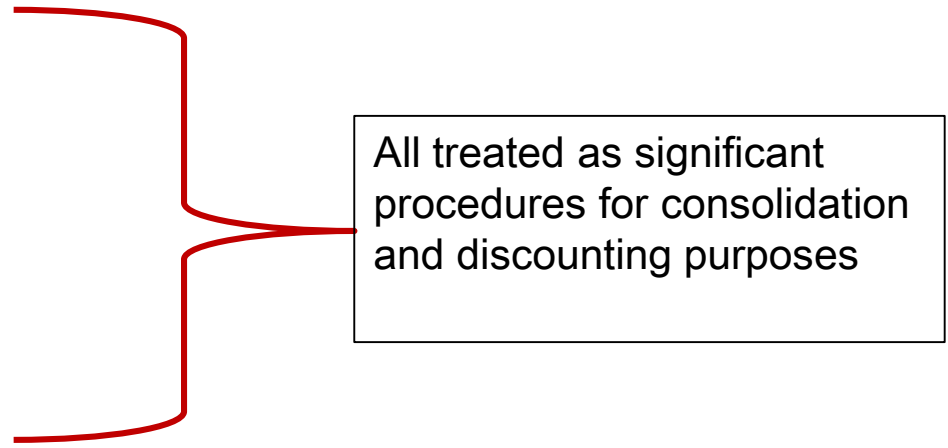 All treated as significant
procedures for consolidation
and discounting purposes